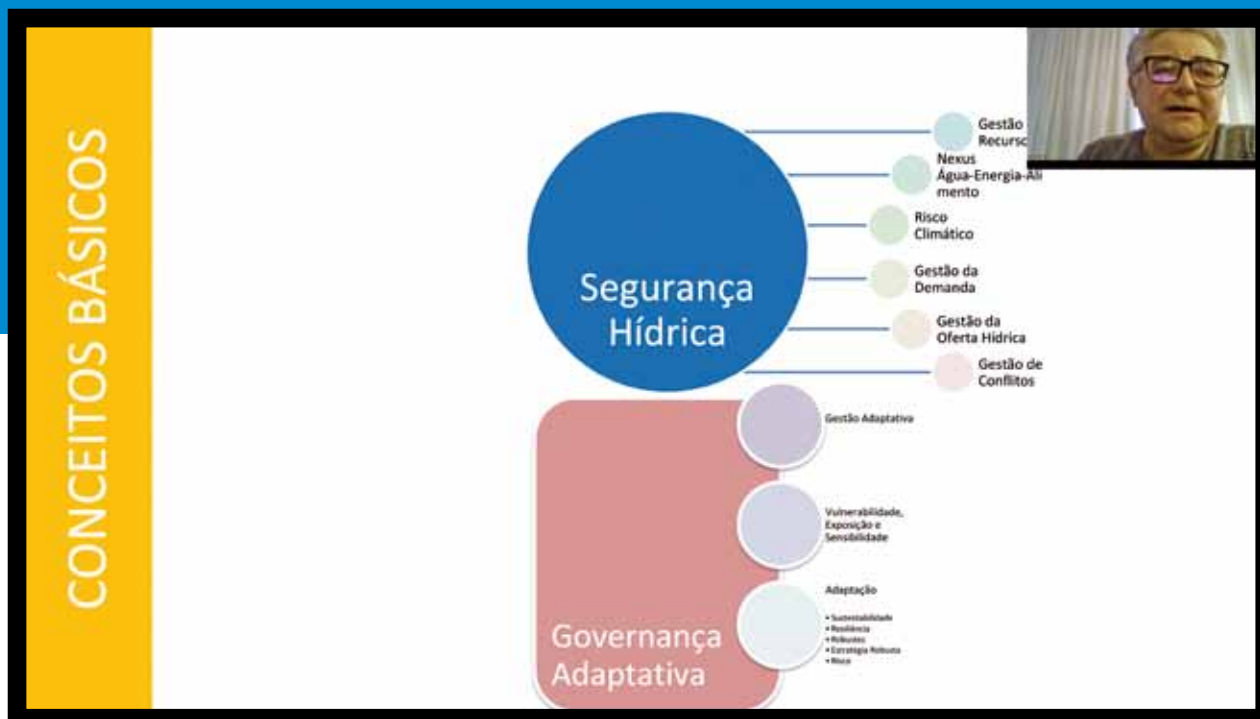 CONCEITOS BÁSICOS
Segurança
Hídrica
Gestão
Nexus
Água-Energia-Ali
mento
Risco
Climático
Gestão da
Demanda
Gestão da
Oferta Hídrica
Gestão de
Conflitos
Governança
Adaptativa
Gestão Adaptativa
Vulnerabilidade,
Exposição e
Sensibilidade
Adaptação
• Sustentabilidade
• Resiliência
• Robustez
• Estratégia Robusta
• Risco